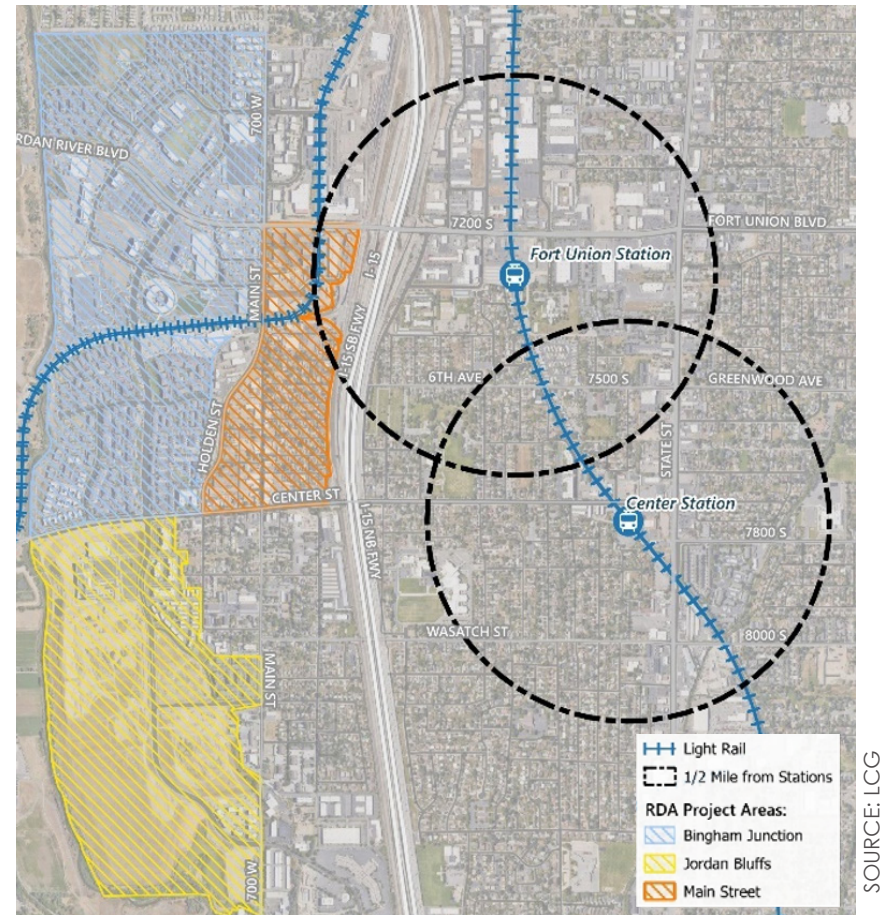 700 W
RDAN RIVER BLVD
7200 S
FORT UNION BLVD
Fort Union Station
I-15
MAIN ST
I-15 SB FWY
6TH AVE
7500 S
GREENWOOD AVE
HOLDEN ST
STATE ST
CENTER ST
Center Station
I-15 NB FWY
7800 S
WASATCH ST
8000 S
MAIN ST
700 W
Light Rail
1/2 Mile from Stations
RDA Project Areas:
Bingham Junction
Jordan Bluffs
Main Street
SOURCE: LCG